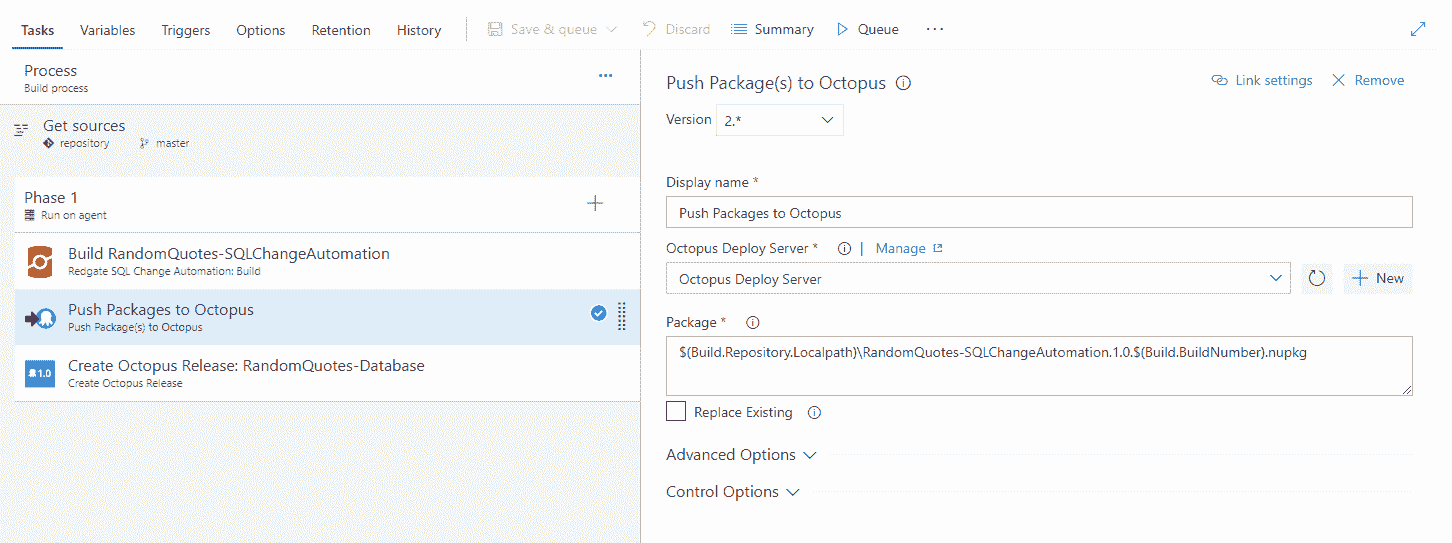 Tasks Variables Triggers Options Retention History Save & queue Discard Summary Queue ...
Process
Build process
Get sources
repository master
Phase 1
Run on agent
Build RandomQuotes-SQLChangeAutomation
Redgate SQL Change Automation: Build
Push Packages to Octopus
Push Package(s) to Octopus
1.0
Create Octopus Release: RandomQuotes-Database
Create Octopus Release
Push Package(s) to Octopus
Link settings Remove
Version 2.*
Display name *
Push Packages to Octopus
Octopus Deploy Server * | Manage
Octopus Deploy Server
New
Package *
$(Build.Repository.Localpath)\RandomQuotes-SQLChangeAutomation.1.0.$(Build.BuildNumber).nupkg
Replace Existing
Advanced Options
Control Options